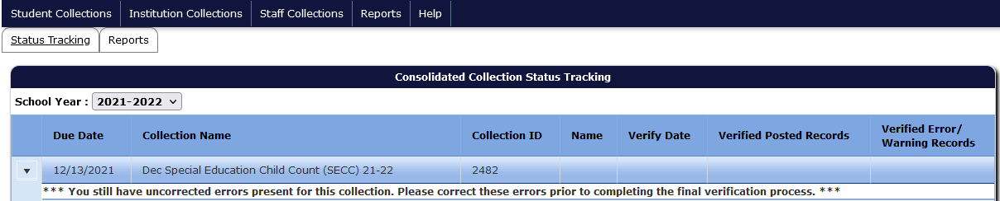 Student Collections Institution Collections Staff Collections Reports Help
Status Tracking Reports
Consolidated Collection Status Tracking
School Year : 2021-2022
Due Date Collection Name Collection ID Name Verify Date Verified Posted Records Verified Error/
Warning Records
12/13/2021 Dec Special Education Child Count (SECC) 21-22 2482
*** You still have uncorrected errors present for this collection. Please correct these errors prior to completing the final verification process. ***